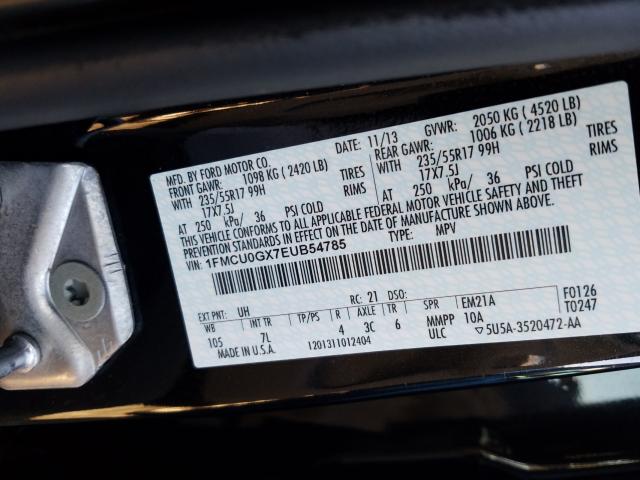 MFD. BY FORD MOTOR CO.
DATE: 11/13 GVWR: 2050 KG ( 4520 LB)
FRONT GAWR: 1098 KG ( 2420 LB) REAR GAWR: 1006 KG ( 2218 LB)
WITH 235/55R17 99H TIRES WITH 235/55R17 99H TIRES
17X7.5J RIMS 17X7.5J RIMS
AT 250 kPa/ 36 PSI COLD AT 250 kPa/ 36 PSI COLD
THIS VEHICLE CONFORMS TO ALL APPLICABLE FEDERAL MOTOR VEHICLE SAFETY AND THEFT
PREVENTION STANDARDS IN EFFECT ON THE DATE OF MANUFACTURE SHOWN ABOVE.
VIN: 1FMCU0GX7EUB54785 TYPE: MPV
EXT PNT: UH RC: 21 DSO: F0126
WB INT TR TP/PS R AXLE TR SPR EM21A T0247
105 7L 4 3C 6 MMPP 10A
MADE IN U.S.A. 1201311012404 ULC ▽5U5A-3520472-AA